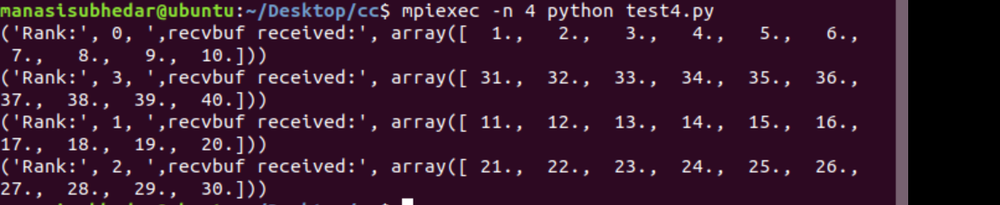 manasisubhedar@ubuntu:~/Desktop/cc$ mpiexec -n 4 python test4.py
('Rank:', 0, ',recvbuf received:', array([  1.,   2.,   3.,   4.,   5.,   6.,
 7.,   8.,   9.,  10.]))
('Rank:', 3, ',recvbuf received:', array([ 31.,  32.,  33.,  34.,  35.,  36.,
37.,  38.,  39.,  40.]))
('Rank:', 1, ',recvbuf received:', array([ 11.,  12.,  13.,  14.,  15.,  16.,
17.,  18.,  19.,  20.]))
('Rank:', 2, ',recvbuf received:', array([ 21.,  22.,  23.,  24.,  25.,  26.,
27.,  28.,  29.,  30.]))